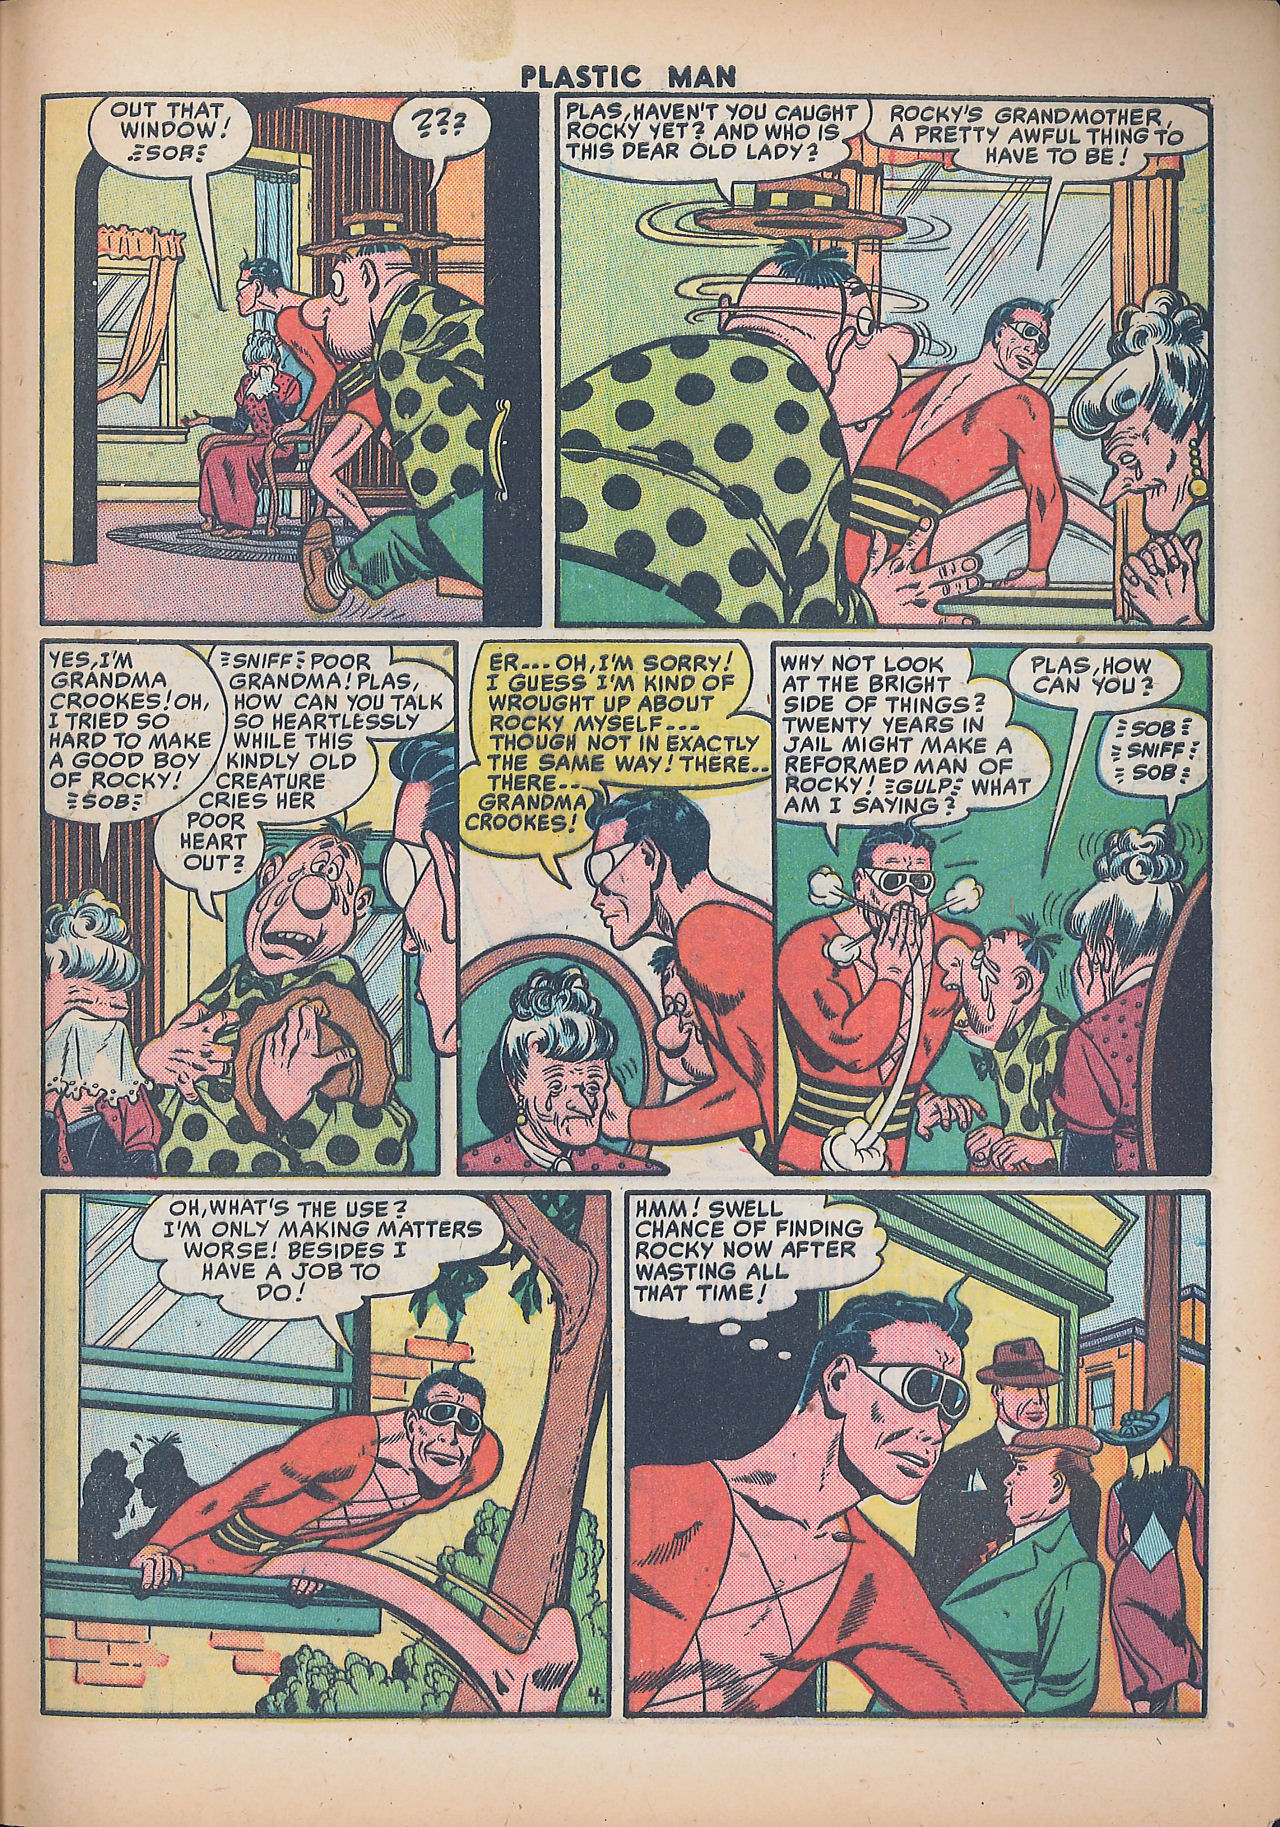 PLASTIC MAN
OUT THAT
WINDOW!
SOB
???
PLAS, HAVEN'T YOU CAUGHT
ROCKY YET? AND WHO IS
THIS DEAR OLD LADY?
ROCKY'S GRANDMOTHER,
A PRETTY AWFUL THING TO
HAVE TO BE!
YES, I'M
GRANDMA
CROOKES! OH,
I TRIED SO
HARD TO MAKE
A GOOD BOY
OF ROCKY!
SOB
SNIFF POOR
GRANDMA! PLAS,
HOW CAN YOU TALK
SO HEARTLESSLY
WHILE THIS
KINDLY OLD
CREATURE
CRIES HER
POOR
HEART
OUT?
ER--- OH, I'M SORRY!
I GUESS I'M KIND OF
WROUGHT UP ABOUT
ROCKY MYSELF---
THOUGH NOT IN EXACTLY
THE SAME WAY! THERE--
THERE--
GRANDMA
CROOKES!
WHY NOT LOOK
AT THE BRIGHT
SIDE OF THINGS?
TWENTY YEARS IN
JAIL MIGHT MAKE A
REFORMED MAN OF
ROCKY! GULP WHAT
AM I SAYING?
PLAS, HOW
CAN YOU?
SOB
SNIFF
SOB
OH, WHAT'S THE USE?
I'M ONLY MAKING MATTERS
WORSE! BESIDES I
HAVE A JOB TO
DO!
4.
HMM! SWELL
CHANCE OF FINDING
ROCKY NOW AFTER
WASTING ALL
THAT TIME!